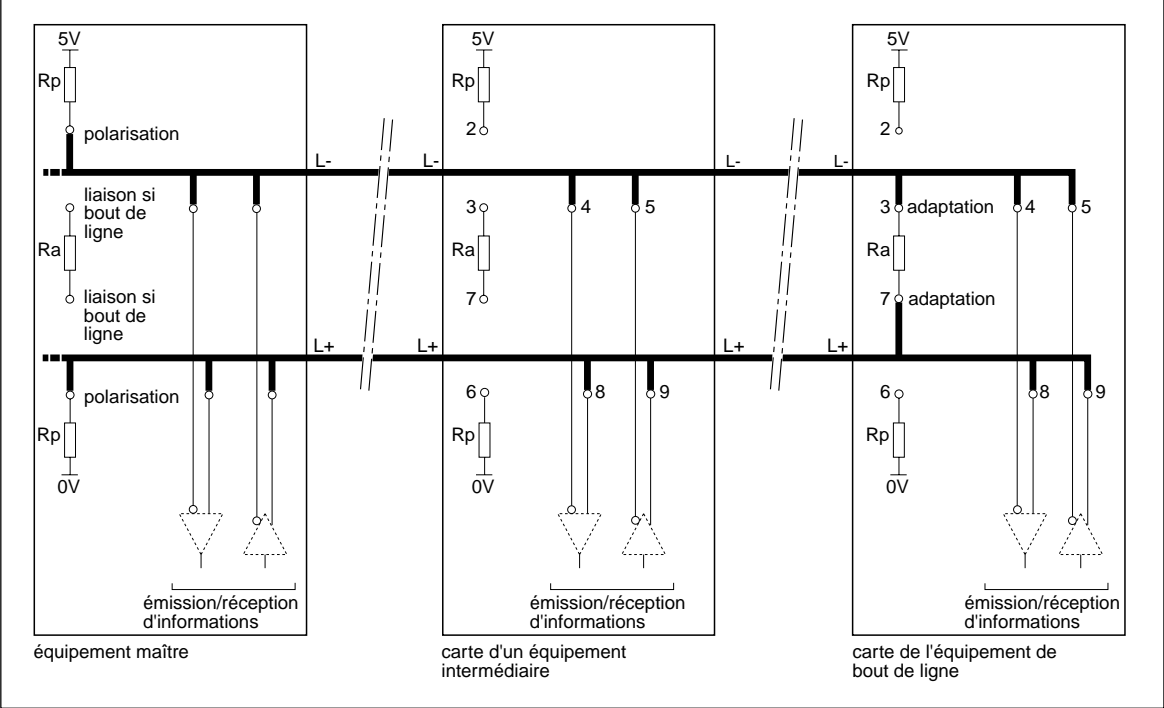 5V
Rp
polarisation
L-
liaison si
bout de
ligne
Ra
liaison si
bout de
ligne
L+
polarisation
Rp
0V
émission/réception
d'informations
équipement maître
5V
Rp
2
L-
L-
3
4
5
Ra
7
L+
L+
6
8
9
Rp
0V
émission/réception
d'informations
carte d'un équipement
intermédiaire
5V
Rp
2
L-
3
adaptation
4
5
Ra
7
adaptation
L+
6
8
9
Rp
0V
émission/réception
d'informations
carte de l'équipement de
bout de ligne